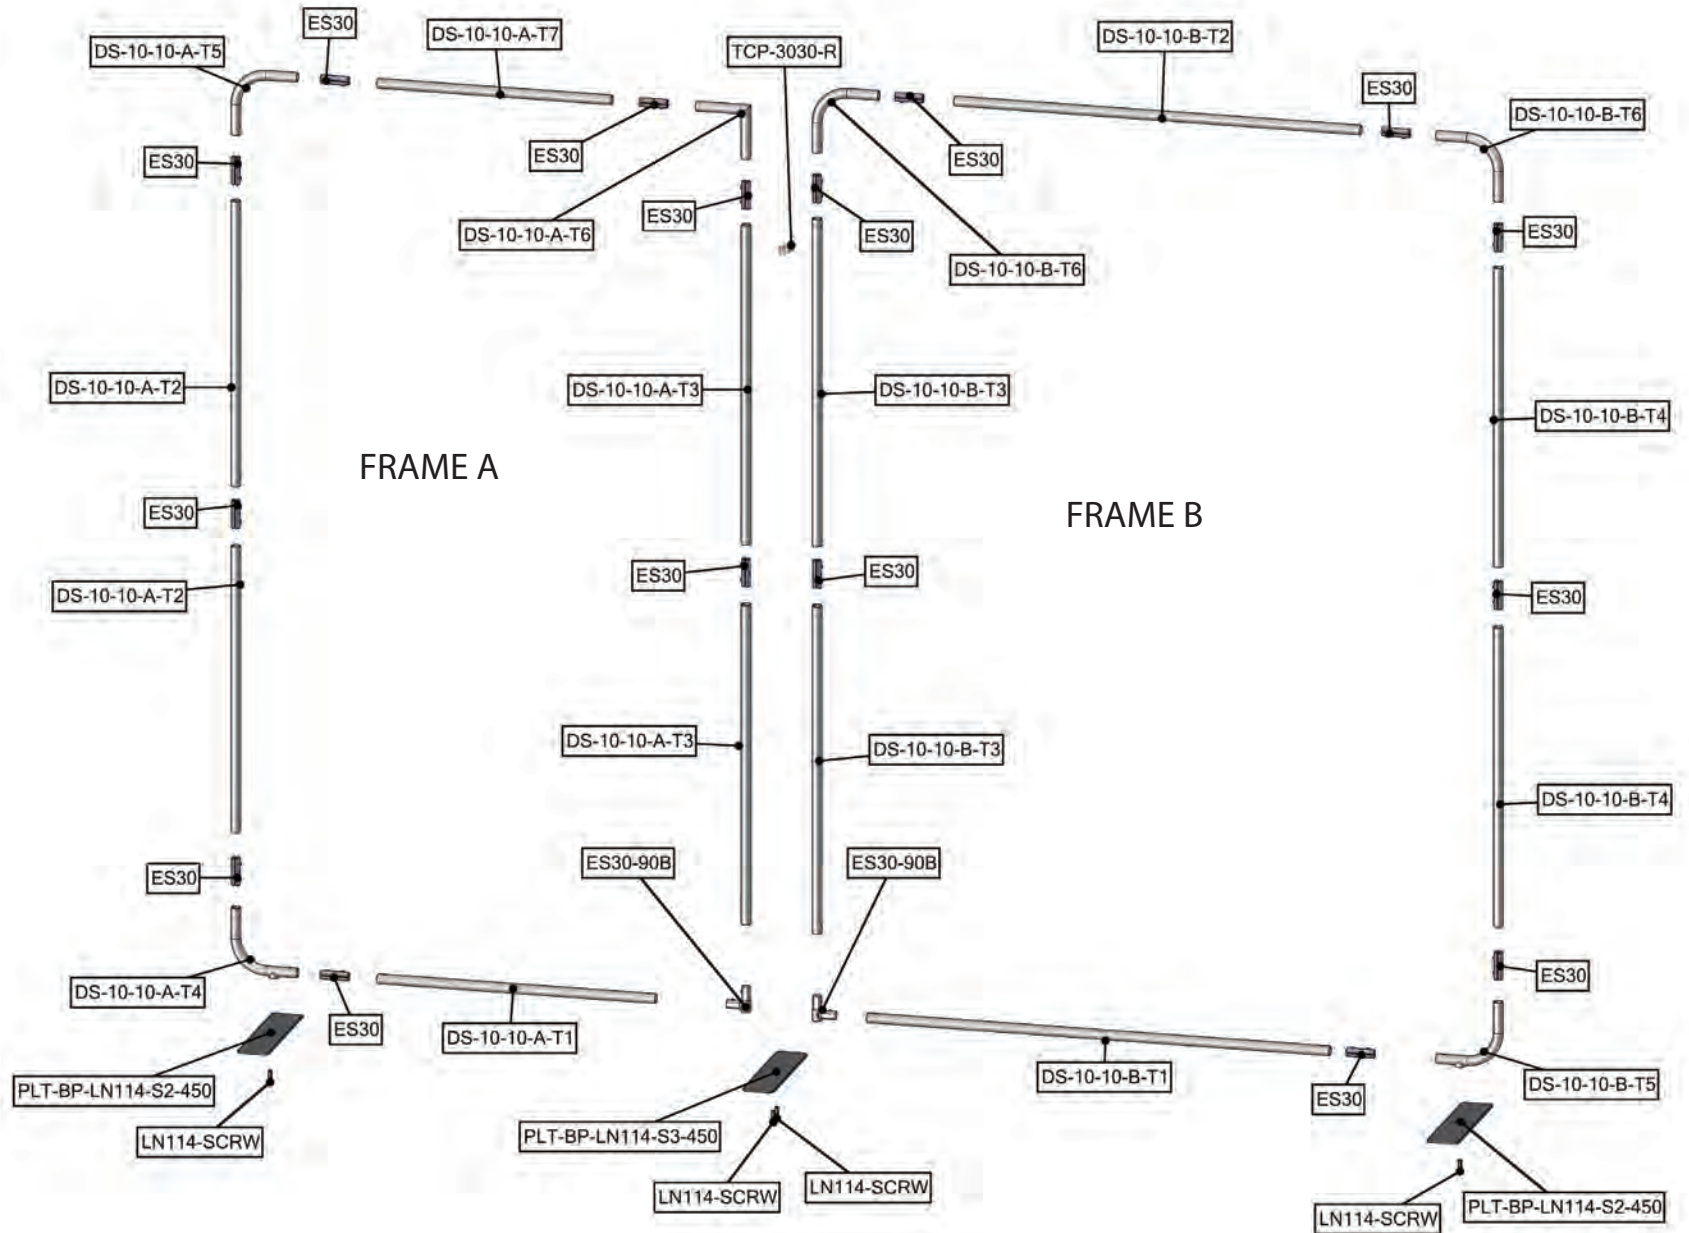 ES30
DS-10-10-A-T5
DS-10-10-A-T7
TCP-3030-R
DS-10-10-B-T2
ES30
DS-10-10-B-T6
ES30
ES30
ES30
DS-10-10-A-T6
ES30
ES30
DS-10-10-B-T6
ES30
DS-10-10-A-T2
DS-10-10-A-T3
DS-10-10-B-T3
DS-10-10-B-T4
FRAME A
FRAME B
ES30
ES30
ES30
ES30
DS-10-10-A-T2
DS-10-10-A-T3
DS-10-10-B-T3
DS-10-10-B-T4
ES30
ES30-90B
ES30-90B
ES30
DS-10-10-A-T4
ES30
DS-10-10-A-T1
DS-10-10-B-T1
ES30
DS-10-10-B-T5
PLT-BP-LN114-S2-450
LN114-SCRW
PLT-BP-LN114-S3-450
LN114-SCRW
LN114-SCRW
LN114-SCRW
PLT-BP-LN114-S2-450